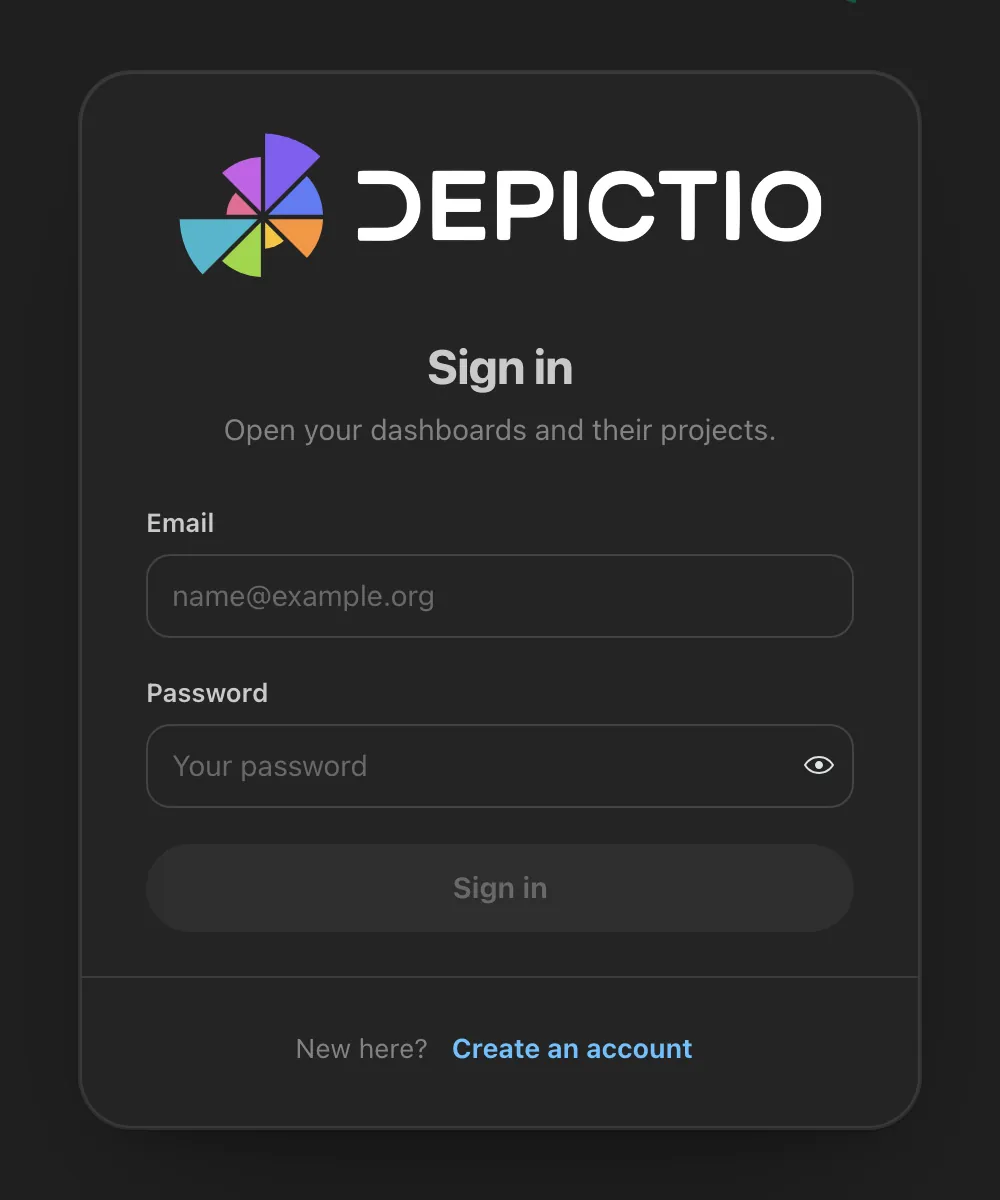 DEPICTIO
Sign in
Open your dashboards and their projects.
Email
name@example.org
Password
Your password
Sign in
New here? Create an account